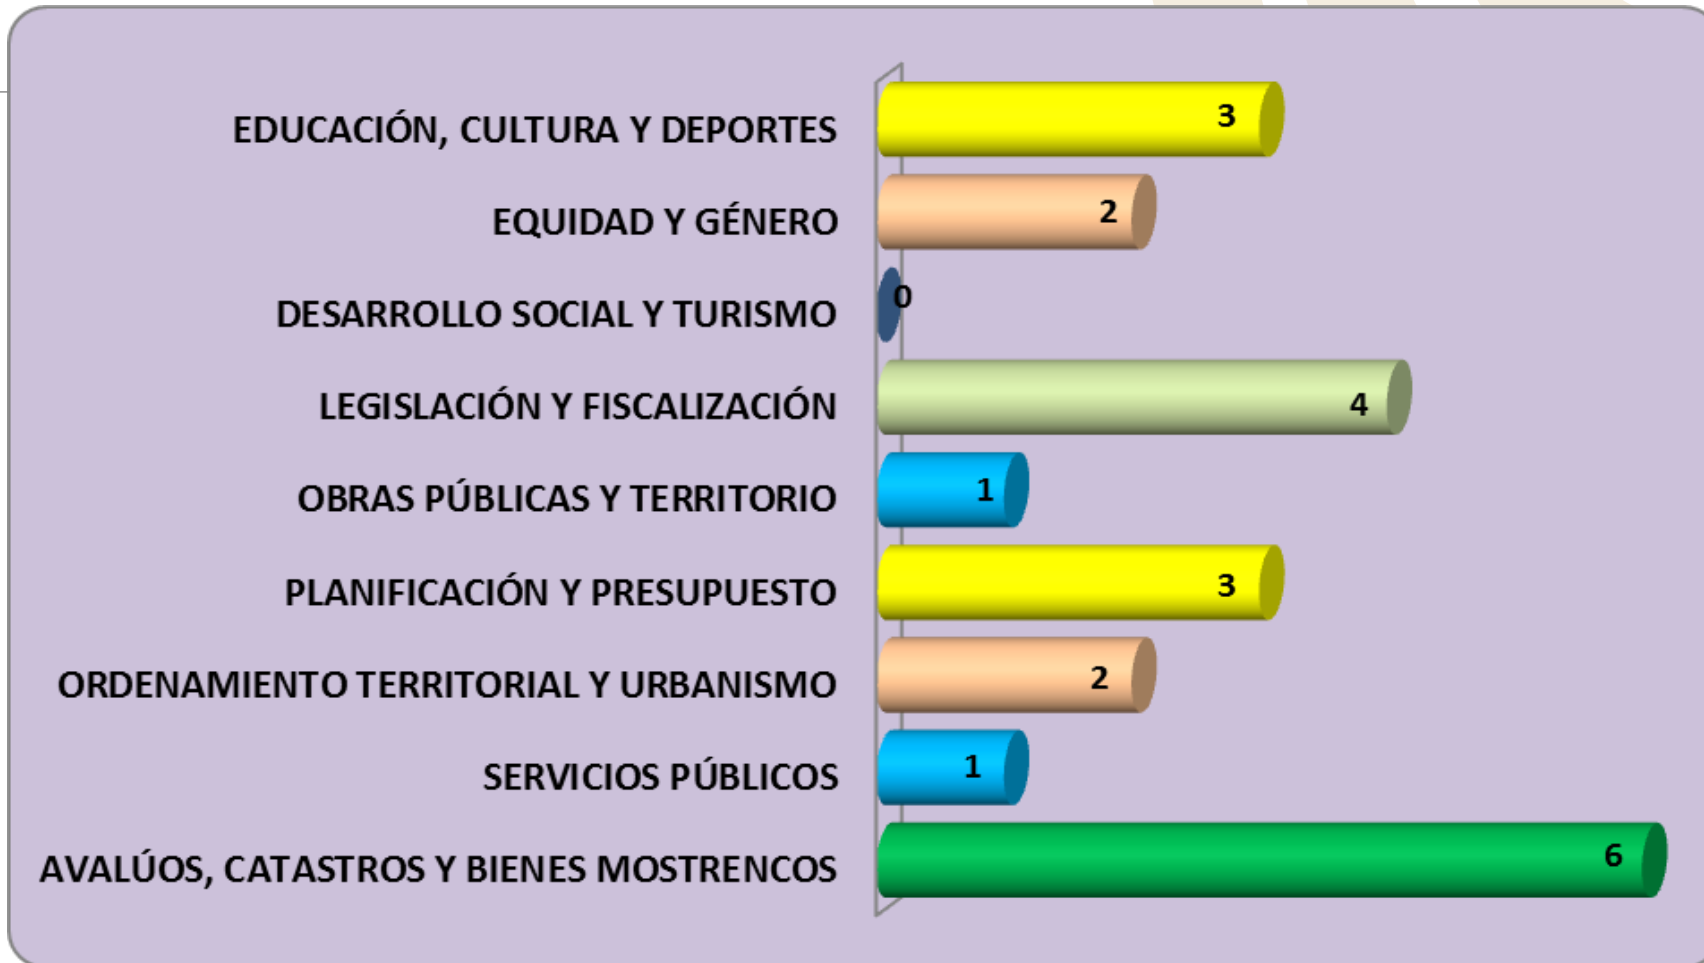 EDUCACIÓN, CULTURA Y DEPORTES 3
EQUIDAD Y GÉNERO 2
DESARROLLO SOCIAL Y TURISMO 0
LEGISLACIÓN Y FISCALIZACIÓN 4
OBRAS PÚBLICAS Y TERRITORIO 1
PLANIFICACIÓN Y PRESUPUESTO 3
ORDENAMIENTO TERRITORIAL Y URBANISMO 2
SERVICIOS PÚBLICOS 1
AVALÚOS, CATASTROS Y BIENES MOSTRENCOS 6